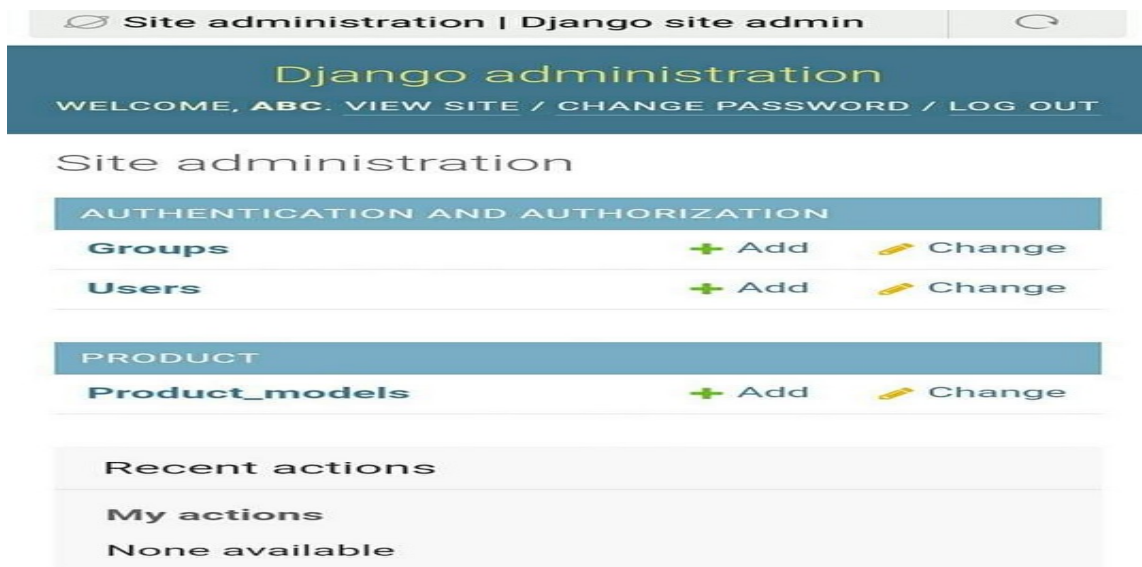 Site administration | Django site admin
Django administration
WELCOME, ABC. VIEW SITE / CHANGE PASSWORD / LOG OUT
Site administration
AUTHENTICATION AND AUTHORIZATION
Groups Add Change
Users Add Change
PRODUCT
Product_models Add Change
Recent actions
My actions
None available